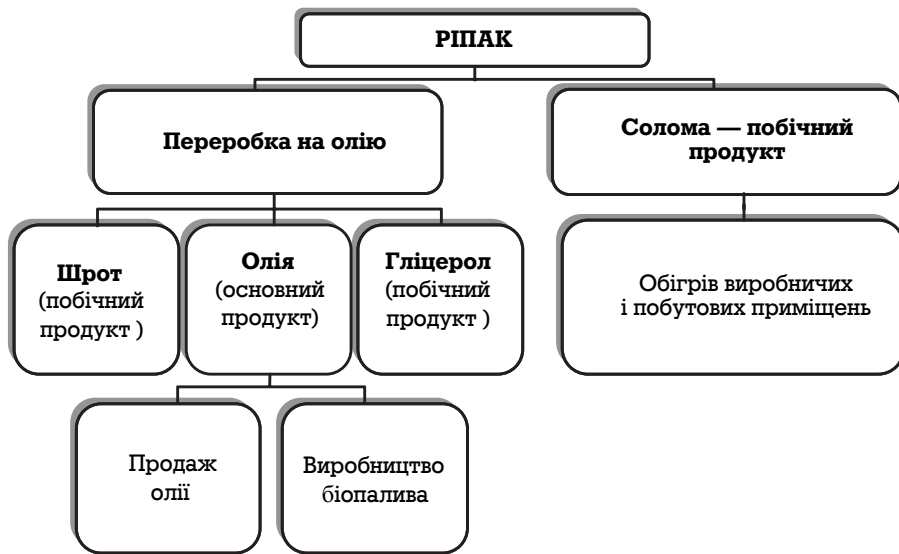 РІПАК
Переробка на олію
Солома — побічний
продукт
Шрот
(побічний
продукт )
Олія
(основний
продукт)
Гліцерол
(побічний
продукт )
Обігрів виробничих
і побутових приміщень
Продаж
олії
Виробництво
біопалива